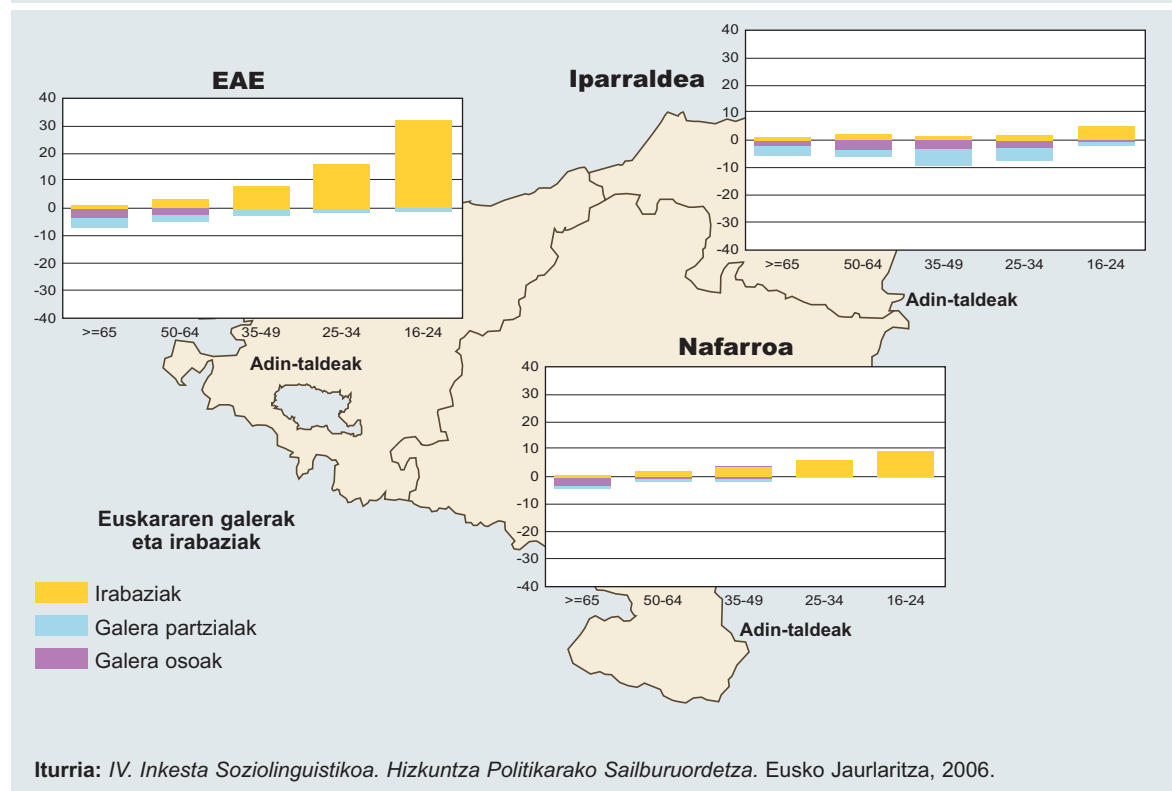 EAE
40
30
20
10
0
-10
-20
-30
-40
>=65 50-64 35-49 25-34 16-24
Adin-taldeak
Iparraldea
40
30
20
10
0
-10
-20
-30
-40
>=65 50-64 35-49 25-34 16-24
Adin-taldeak
Nafarroa
40
30
20
10
0
-10
-20
-30
-40
>=65 50-64 35-49 25-34 16-24
Adin-taldeak
Euskararen galerak
eta irabaziak
Irabaziak
Galera partzialak
Galera osoak
Iturria: IV. Inkesta Soziolinguistikoa. Hizkuntza Politikarako Sailburuordetza. Eusko Jaurlaritza, 2006.